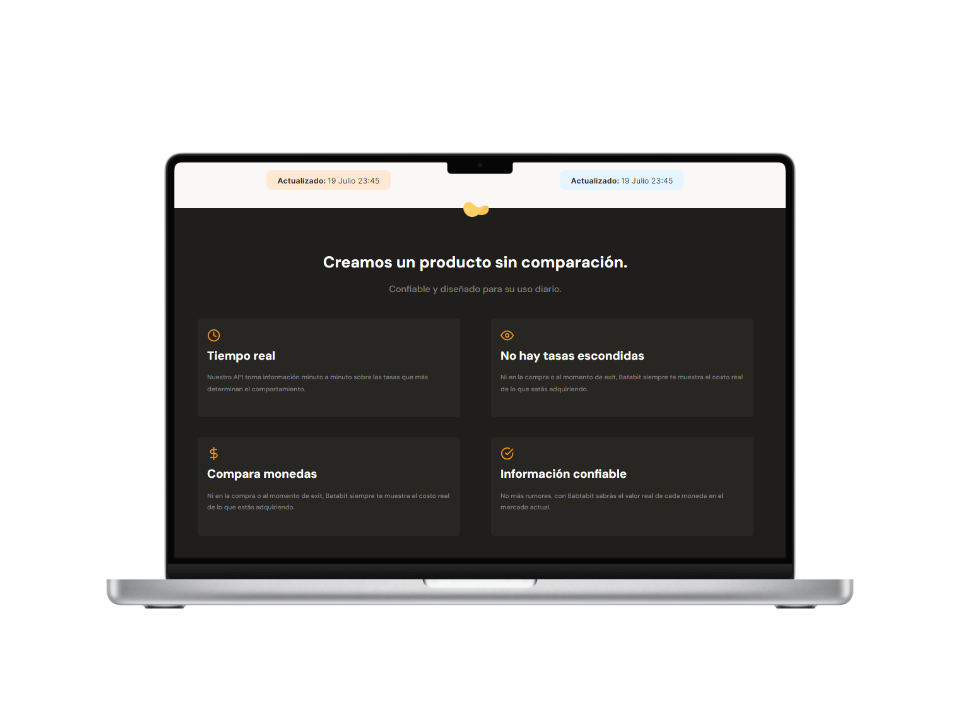 Actualizado: 19 Julio 23:45
Actualizado: 19 Julio 23:45
Creamos un producto sin comparación.
Confiable y diseñado para su uso diario.
Tiempo real
Nuestro API toma información minuto a minuto sobre las tasas que más
determinan el comportamiento.
No hay tasas escondidas
Ni en la compra o al momento de exit, Batabit siempre te muestra el costo real
de lo que estás adquiriendo.
Compara monedas
Ni en la compra o al momento de exit, Batabit siempre te muestra el costo real
de lo que estás adquiriendo.
Información confiable
No más rumores, con Babtabit sabrás el valor real de cada moneda en el
mercado actual.